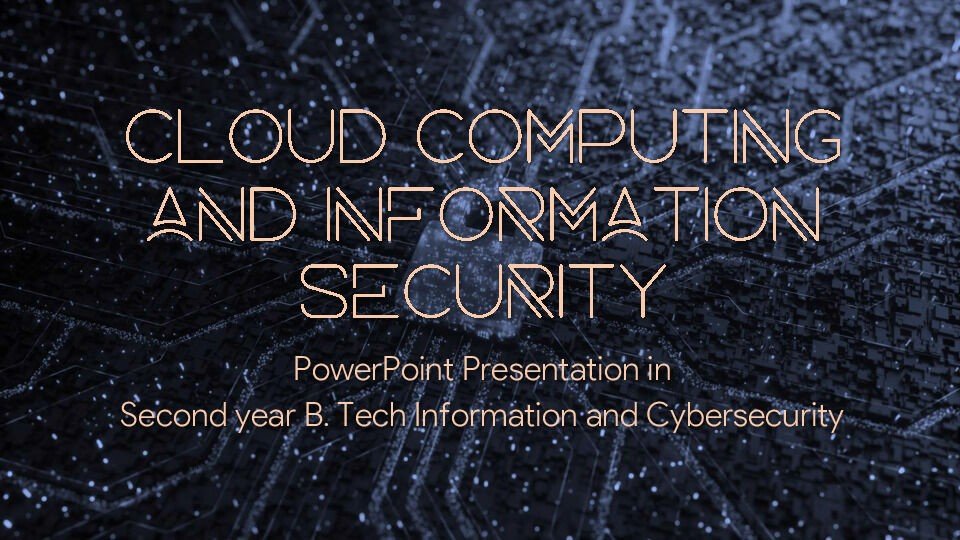 CLOUD COMPUTING
AND INFORMATION
SECURITY
PowerPoint Presentation in
Second year B. Tech Information and Cybersecurity